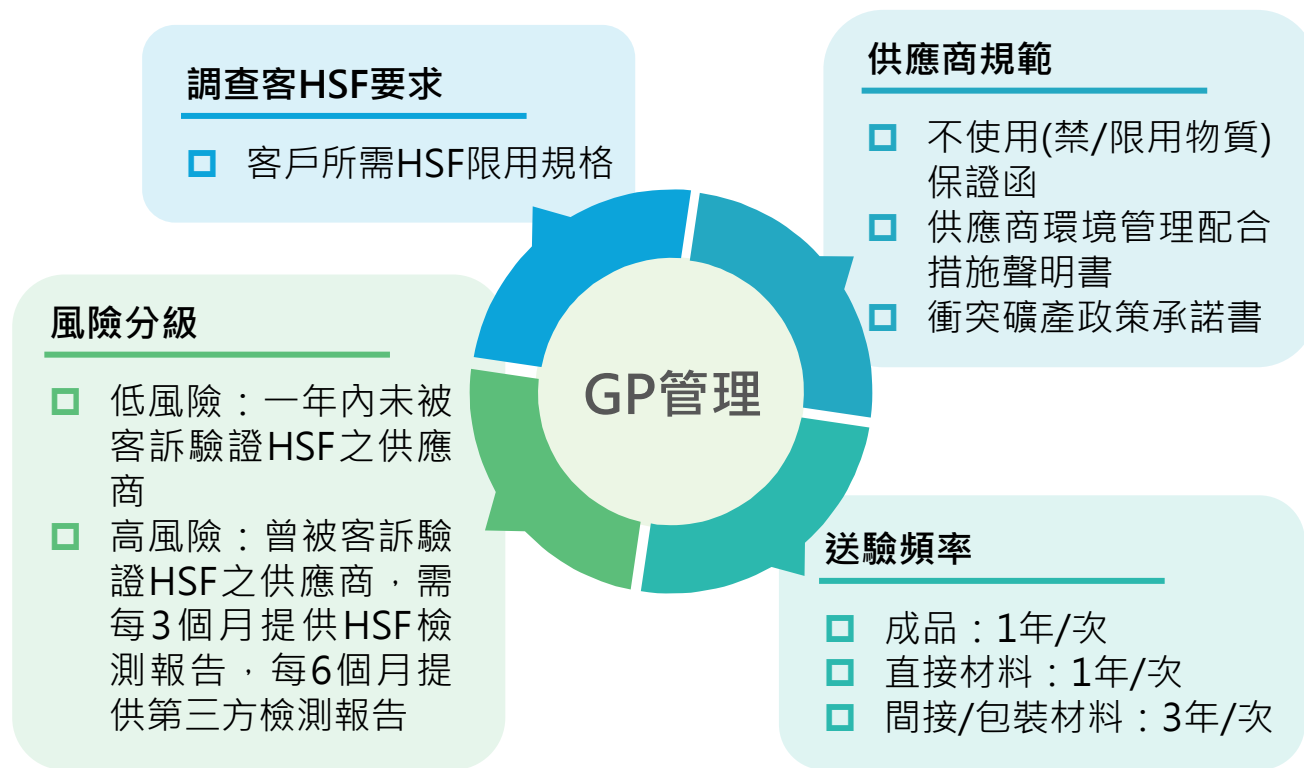 調查客HSF要求
客戶所需HSF限用規格
供應商規範
不使用(禁/限用物質)
保證函
供應商環境管理配合
措施聲明書
衝突礦產政策承諾書
GP管理
風險分級
低風險：一年內未被
客訴驗證HSF之供應
商
高風險：曾被客訴驗
證HSF之供應商，需
每3個月提供HSF檢
測報告，每6個月提
供第三方檢測報告
送驗頻率
成品：1年/次
直接材料：1年/次
間接/包裝材料：3年/次